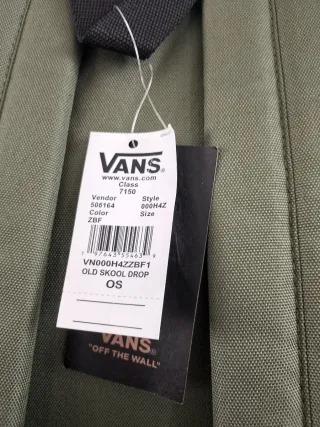 VANS
www.vans.com
Class
7150
Vendor Style
508164 000H4Z
Color Size
ZBF
VN000H4ZZBF1
OLD SKOOL DROP
OS
VANS
"OFF THE WALL"